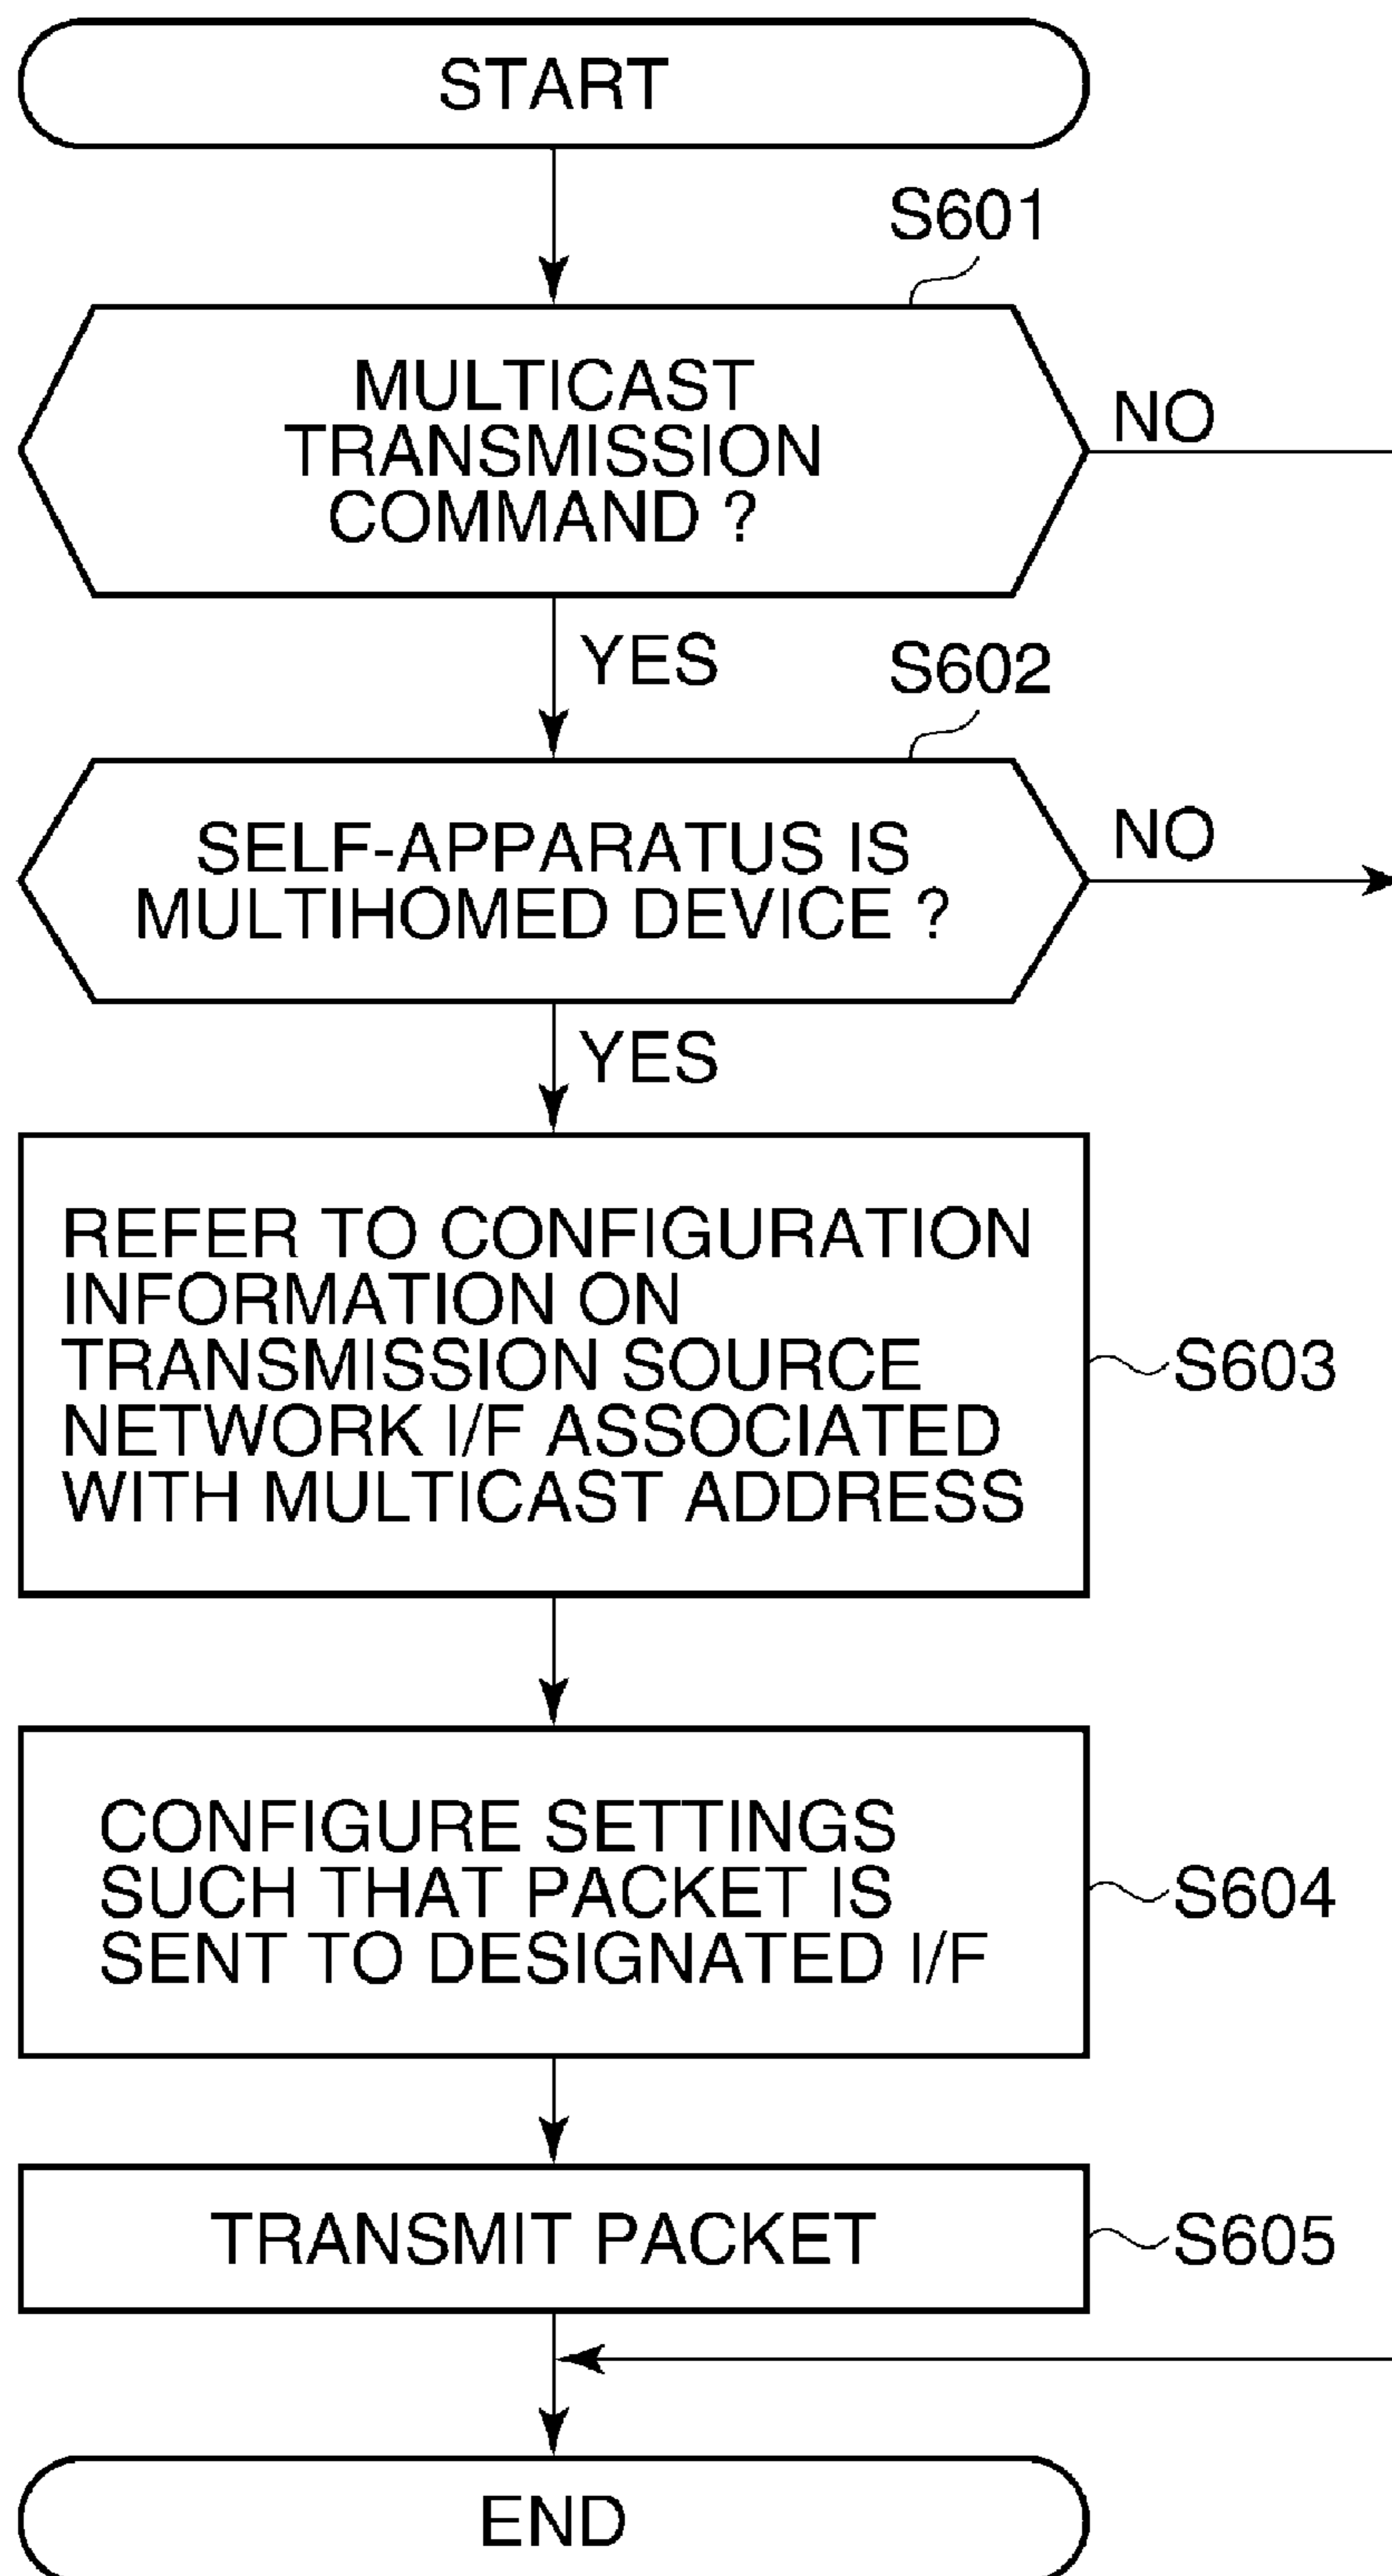 START
S601
MULTICAST
TRANSMISSION
COMMAND ?
NO
YES
S602
SELF-APPARATUS IS
MULTIHOMED DEVICE ?
NO
YES
REFER TO CONFIGURATION
INFORMATION ON
TRANSMISSION SOURCE
NETWORK I/F ASSOCIATED
WITH MULTICAST ADDRESS
S603
CONFIGURE SETTINGS
SUCH THAT PACKET IS
SENT TO DESIGNATED I/F
S604
TRANSMIT PACKET
S605
END